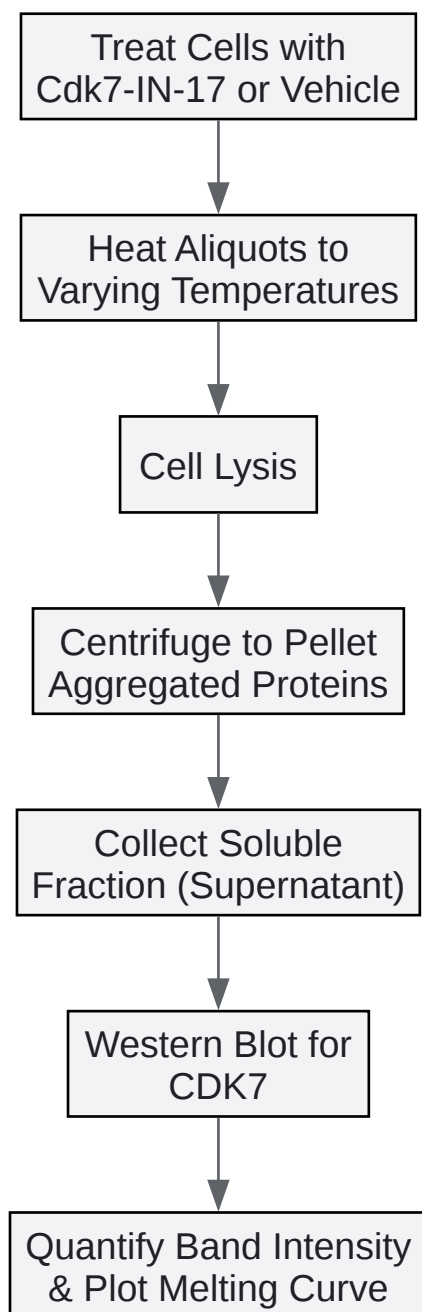 Treat Cells with
Cdk7-IN-17 or Vehicle
Heat Aliquots to
Varying Temperatures
Cell Lysis
Centrifuge to Pellet
Aggregated Proteins
Collect Soluble
Fraction (Supernatant)
Western Blot for
CDK7
Quantify Band Intensity
& Plot Melting Curve